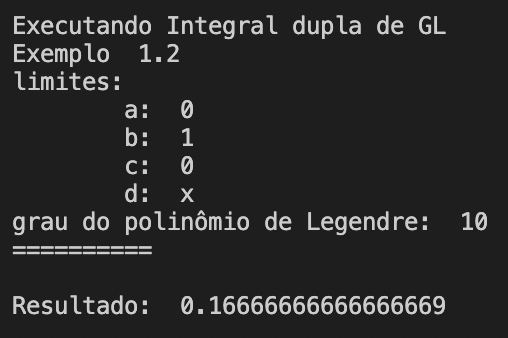 Executando Integral dupla de GL
Exemplo  1.2
limites:
        a:  0
        b:  1
        c:  0
        d:  x
grau do polinômio de Legendre:  10
==========

Resultado:  0.16666666666666669